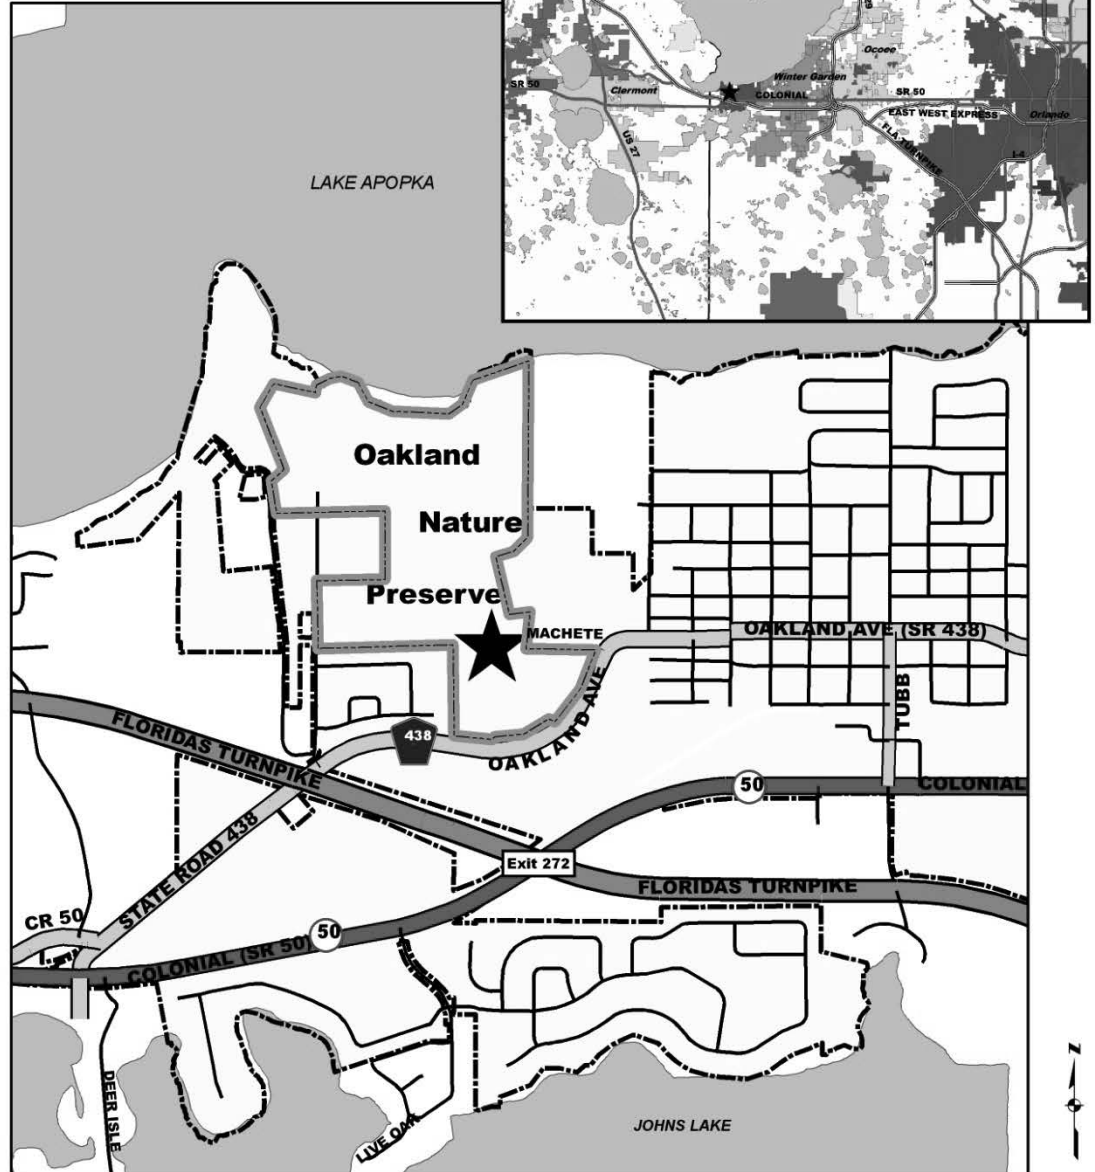 Ocoee
Winter Garden
SR 50
Clermont
COLONIAL
SR 50
EAST WEST EXPRESS
Orlando
US 27
FLA TURNPIKE
I-4
LAKE APOPKA
Oakland
Nature
Preserve
MACHETE
OAKLAND AVE (SR 438)
TUBB
438
OAKLAND AVE
FLORIDAS TURNPIKE
50
COLONIAL
STATE ROAD 438
Exit 272
FLORIDAS TURNPIKE
CR 50
50
COLONIAL (SR 50)
DEER ISLE
LIVE OAK
JOHNS LAKE
N